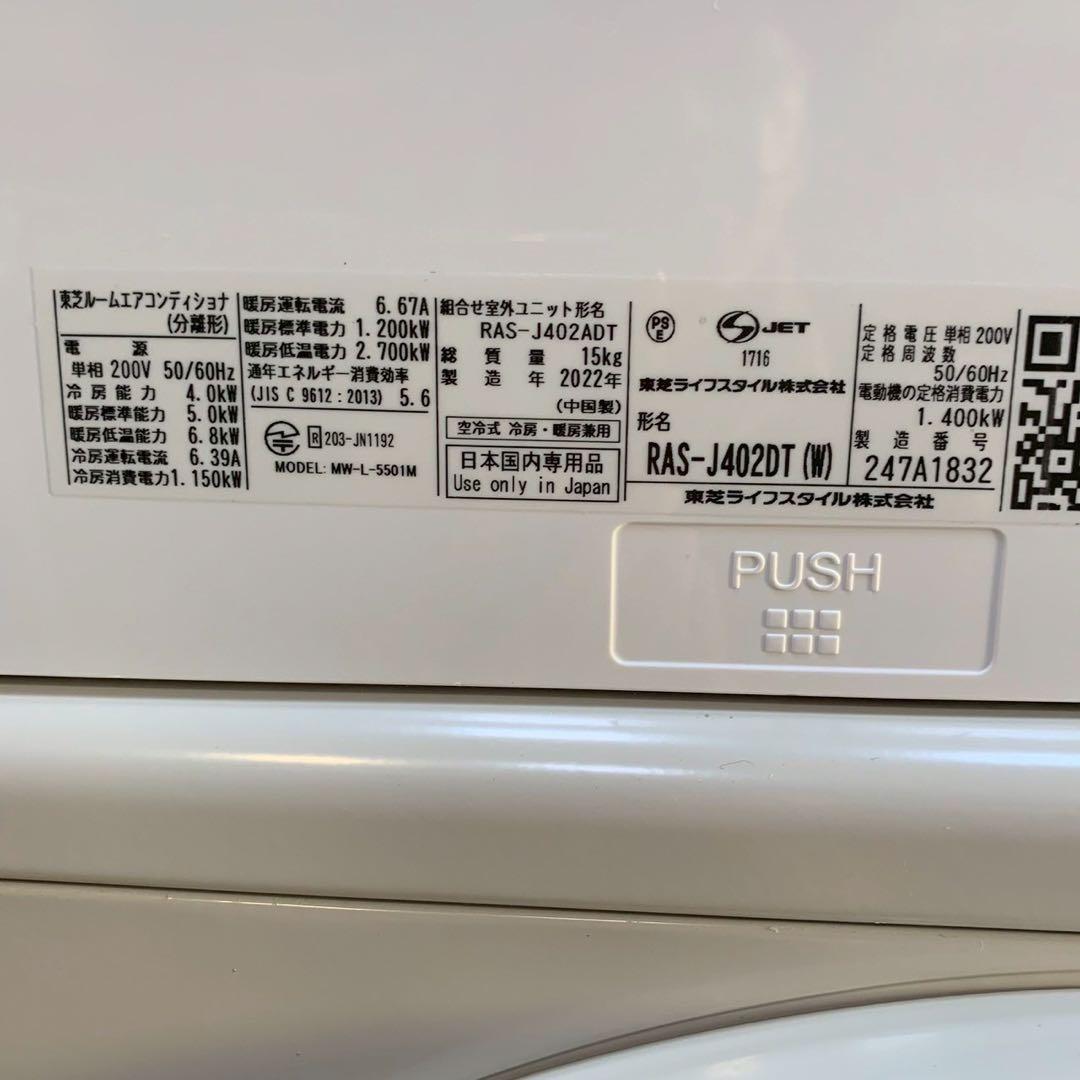 東芝ルームエアコンディショナ
(分離形)
電源
単相 200V 50/60Hz
冷房能力 4.0kW
暖房標準能力 5.0kW
暖房低温能力 6.8kW
冷房運転電流 6.39A
冷房消費電力 1.150kW
暖房運転電流 6.67A
暖房標準電力 1.200kW
暖房低温電力 2.700kW
通年エネルギー消費効率
(JIS C 9612 : 2013) 5.6
R 203-JN1192
MODEL: MW-L-5501M
組合せ室外ユニット形名
RAS-J402ADT
総質量 15kg
製造年 2022年
(中国製)
空冷式 冷房・暖房兼用
日本国内専用品
Use only in Japan
PSE
JET
1716
東芝ライフスタイル株式会社
形名
RAS-J402DT (W)
定格電圧 単相 200V
定格周波数
50/60Hz
電動機の定格消費電力
1.400kW
製造番号
247A1832
東芝ライフスタイル株式会社
PUSH